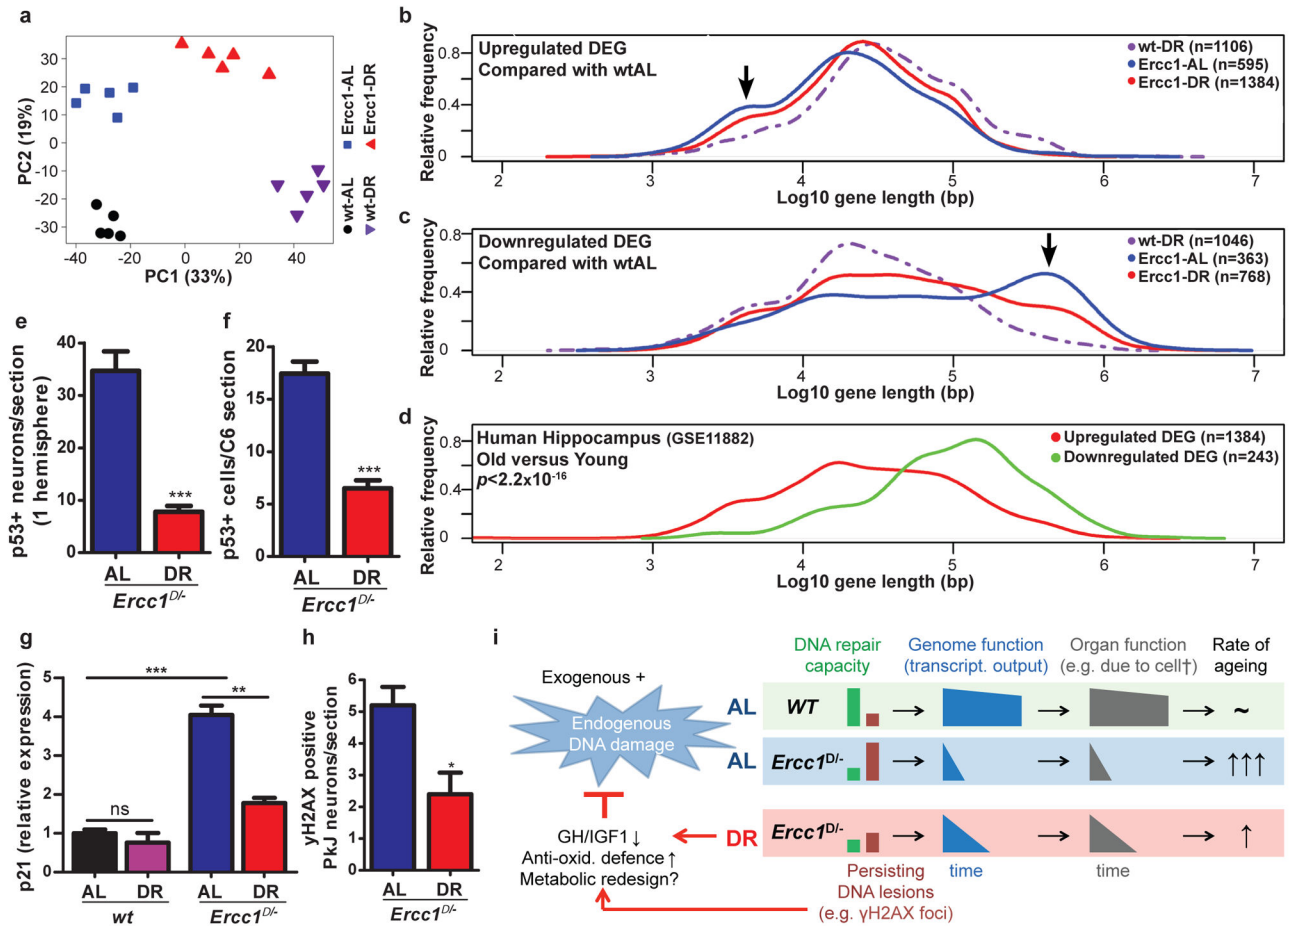 a
PC2 (19%)
30
20
10
0
-10
-20
-30
-40
-20
0
20
40
PC1 (33%)
wt-AL
Ercc1-AL
wt-DR
Ercc1-DR
b
Relative frequency
0.8
0.4
0
Upregulated DEG
Compared with wtAL
wt-DR (n=1106)
Ercc1-AL (n=595)
Ercc1-DR (n=1384)
2
3
4
5
6
7
Log10 gene length (bp)
c
Relative frequency
0.8
0.4
0
Downregulated DEG
Compared with wtAL
wt-DR (n=1046)
Ercc1-AL (n=363)
Ercc1-DR (n=768)
2
3
4
5
6
7
Log10 gene length (bp)
d
Relative frequency
0.8
0.4
0
Human Hippocampus (GSE11882)
Old versus Young
p<2.2x10⁻¹⁶
Upregulated DEG (n=1384)
Downregulated DEG (n=243)
2
3
4
5
6
7
Log10 gene length (bp)
e
p53+ neurons/section
(1 hemisphere)
40
30
20
10
0
***
AL
DR
Ercc1ᴰ/⁻
f
p53+ cells/C6 section
20
15
10
5
0
***
AL
DR
Ercc1ᴰ/⁻
g
p21 (relative expression)
5
4
3
2
1
0
***
**
ns
AL
DR
AL
DR
wt
Ercc1ᴰ/⁻
h
yH2AX positive
PkJ neurons/section
6
5
4
3
2
1
0
*
AL
DR
Ercc1ᴰ/⁻
i
DNA repair
capacity
Genome function
(transcript. output)
Organ function
(e.g. due to cell†)
Rate of
ageing
Exogenous +
Endogenous
DNA damage
AL
WT
→
→
→
~
AL
Ercc1ᴰ/⁻
→
→
→
↑↑↑
DR
Ercc1ᴰ/⁻
→
→
→
↑
GH/IGF1↓
Anti-oxid. defence↑
Metabolic redesign?
Persisting
DNA lesions
(e.g. γH2AX foci)
time
time